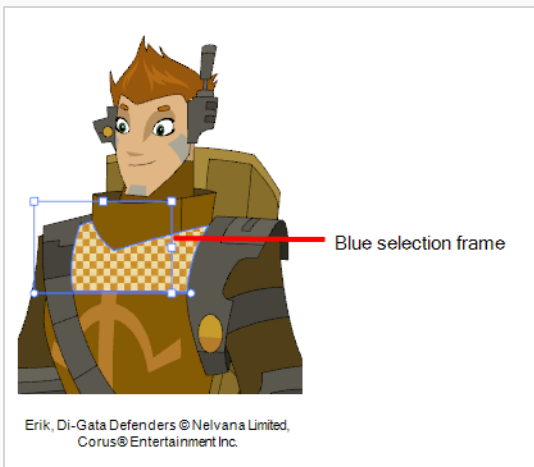 Blue selection frame
Erik, Di-Gata Defenders © Nelvana Limited,
Corus® Entertainment Inc.